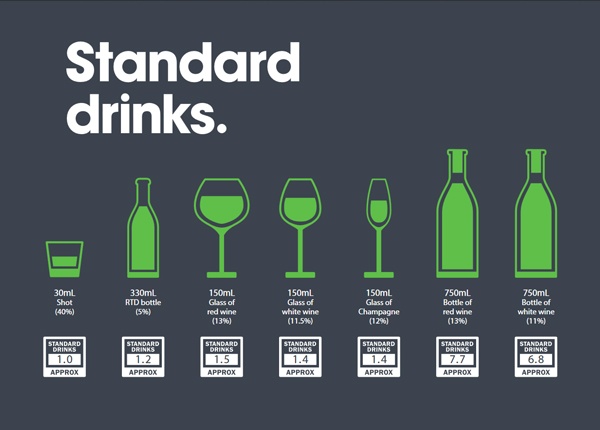 Standard
drinks.
30mL
Shot
(40%)
330mL
RTD bottle
(5%)
150mL
Glass of
red wine
(13%)
150mL
Glass of
white wine
(11.5%)
150mL
Glass of
Champagne
(12%)
750mL
Bottle of
red wine
(13%)
750mL
Bottle of
white wine
(11%)
STANDARD
DRINKS
1.0
APPROX
STANDARD
DRINKS
1.2
APPROX
STANDARD
DRINKS
1.5
APPROX
STANDARD
DRINKS
1.4
APPROX
STANDARD
DRINKS
1.4
APPROX
STANDARD
DRINKS
7.7
APPROX
STANDARD
DRINKS
6.8
APPROX